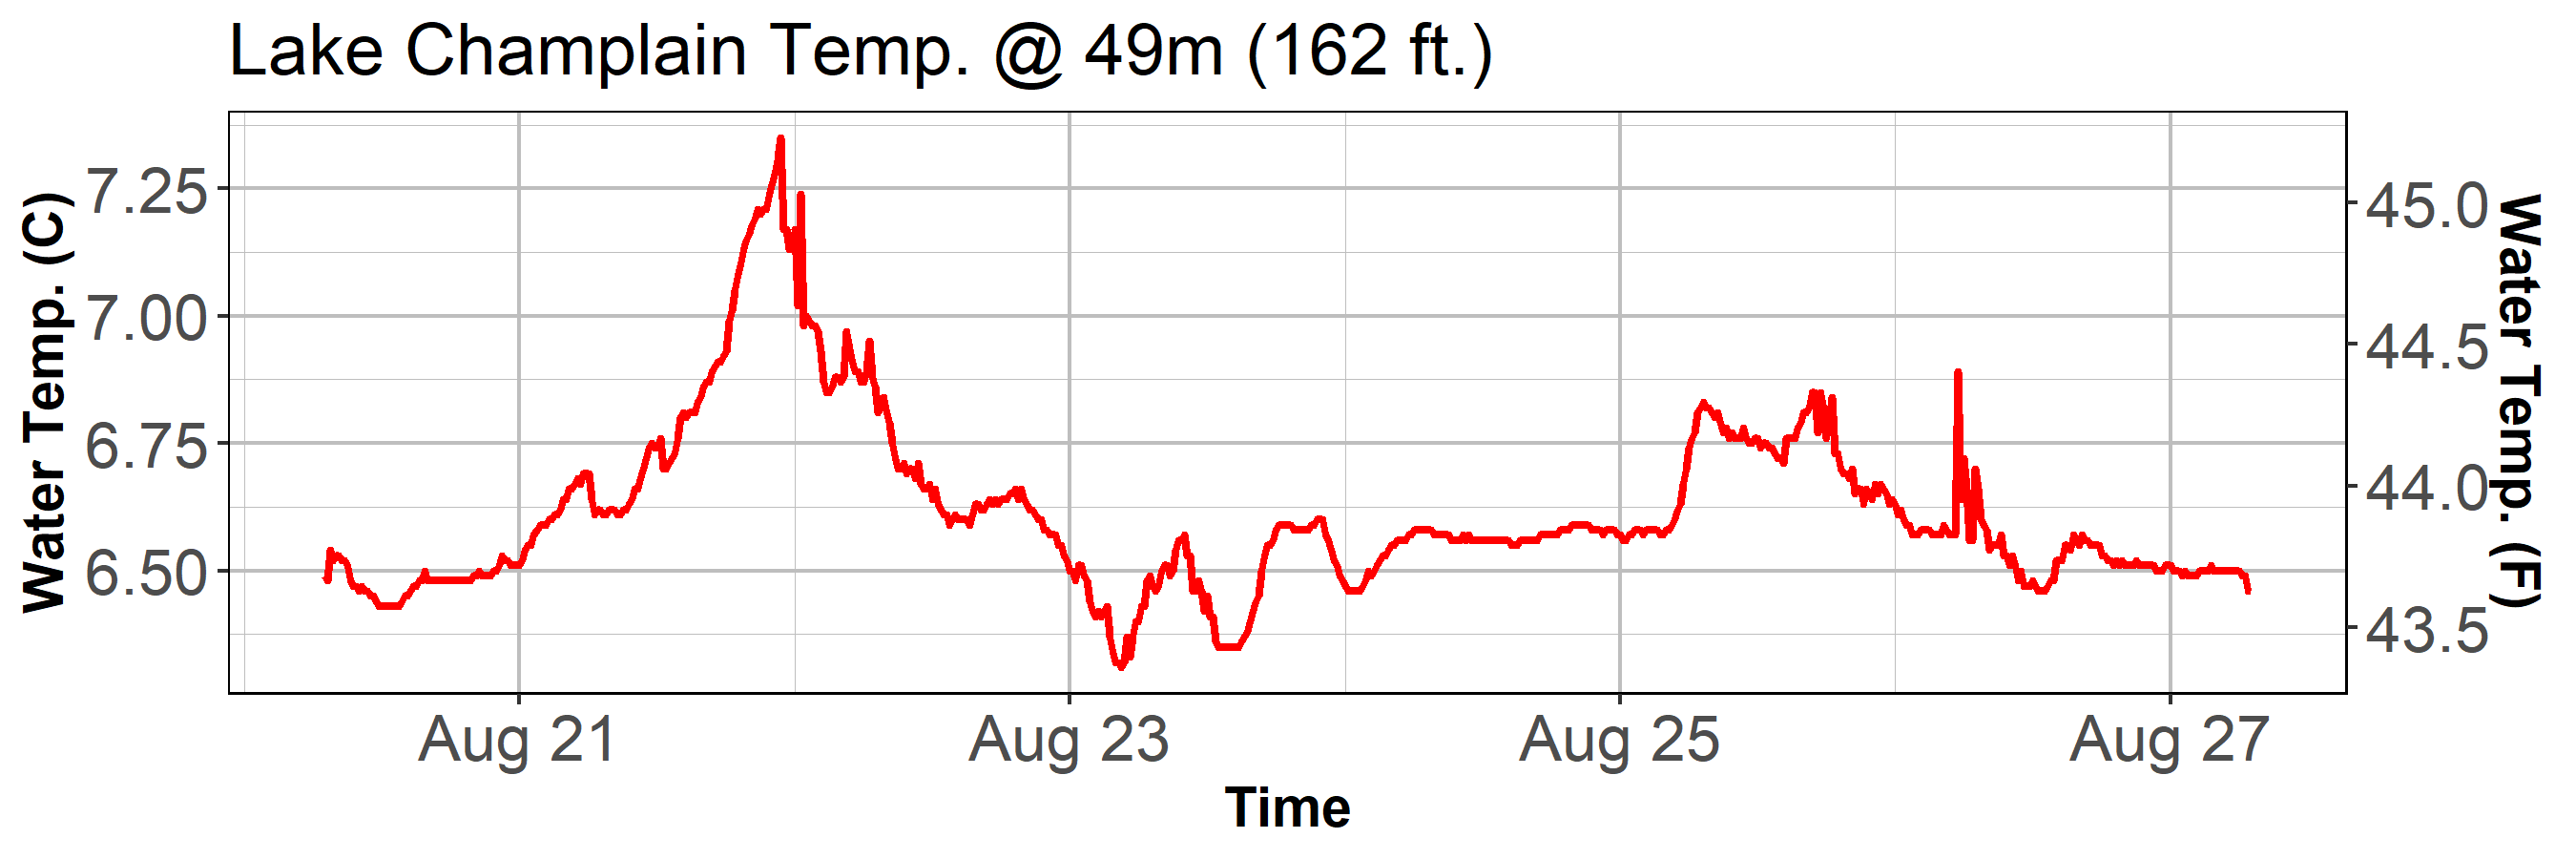 Lake Champlain Temp. @ 49m (162 ft.)
Water Temp. (C)
7.25
7.00
6.75
6.50
45.0
44.5
44.0
43.5
Water Temp. (F)
Aug 21 Aug 23 Aug 25 Aug 27
Time